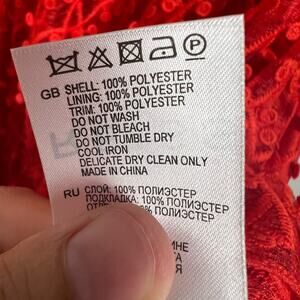 GB SHELL: 100% POLYESTER
LINING: 100% POLYESTER
TRIM: 100% POLYESTER
DO NOT WASH
DO NOT BLEACH
DO NOT TUMBLE DRY
COOL IRON
DELICATE DRY CLEAN ONLY
MADE IN CHINA
RU СЛОЙ: 100% ПОЛИЭСТЕР
ПОДКЛАДКА: 100% ПОЛИЭСТЕР